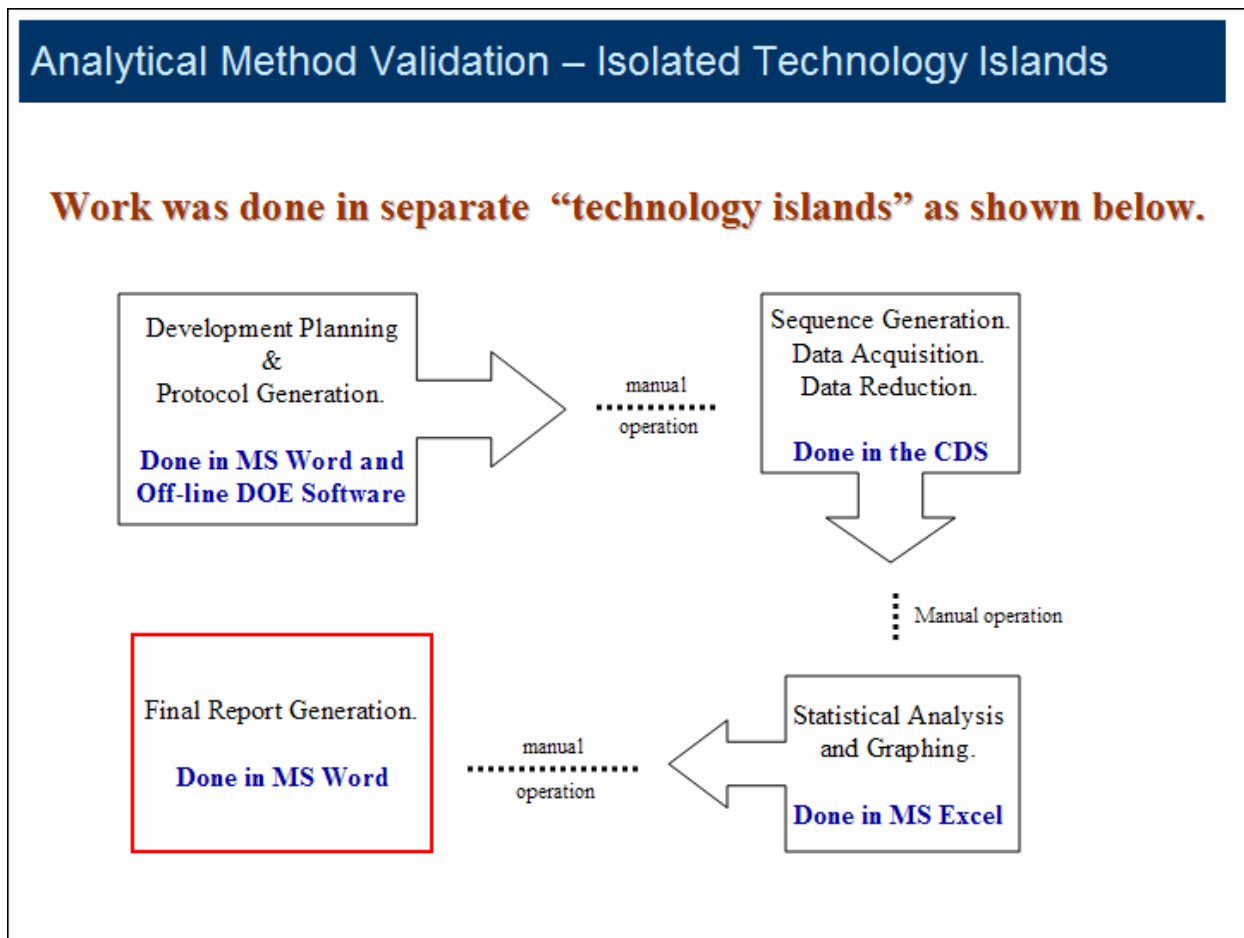 Analytical Method Validation – Isolated Technology Islands
Work was done in separate “technology islands” as shown below.
Development Planning
&
Protocol Generation.
Done in MS Word and
Off-line DOE Software
manual
operation
Sequence Generation.
Data Acquisition.
Data Reduction.
Done in the CDS
Manual operation
Statistical Analysis
and Graphing.
Done in MS Excel
manual
operation
Final Report Generation.
Done in MS Word